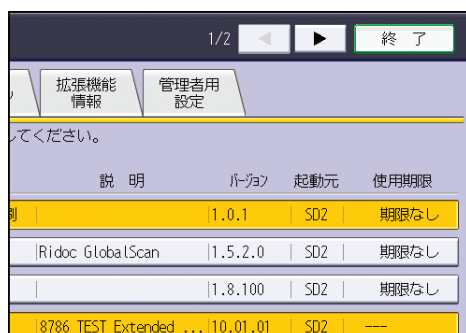 1/2 ◀ ▶ 終 了
拡張機能 管理者用
情報 設定
してください。
説 明 バージョン 起動元 使用期限
|1.0.1 | SD2 | 期限なし
|Ridoc GlobalScan |1.5.2.0 | SD2 | 期限なし
|1.8.100 | SD2 | 期限なし
|8786 TEST Extended ...|10.01.01 | SD2 | ---